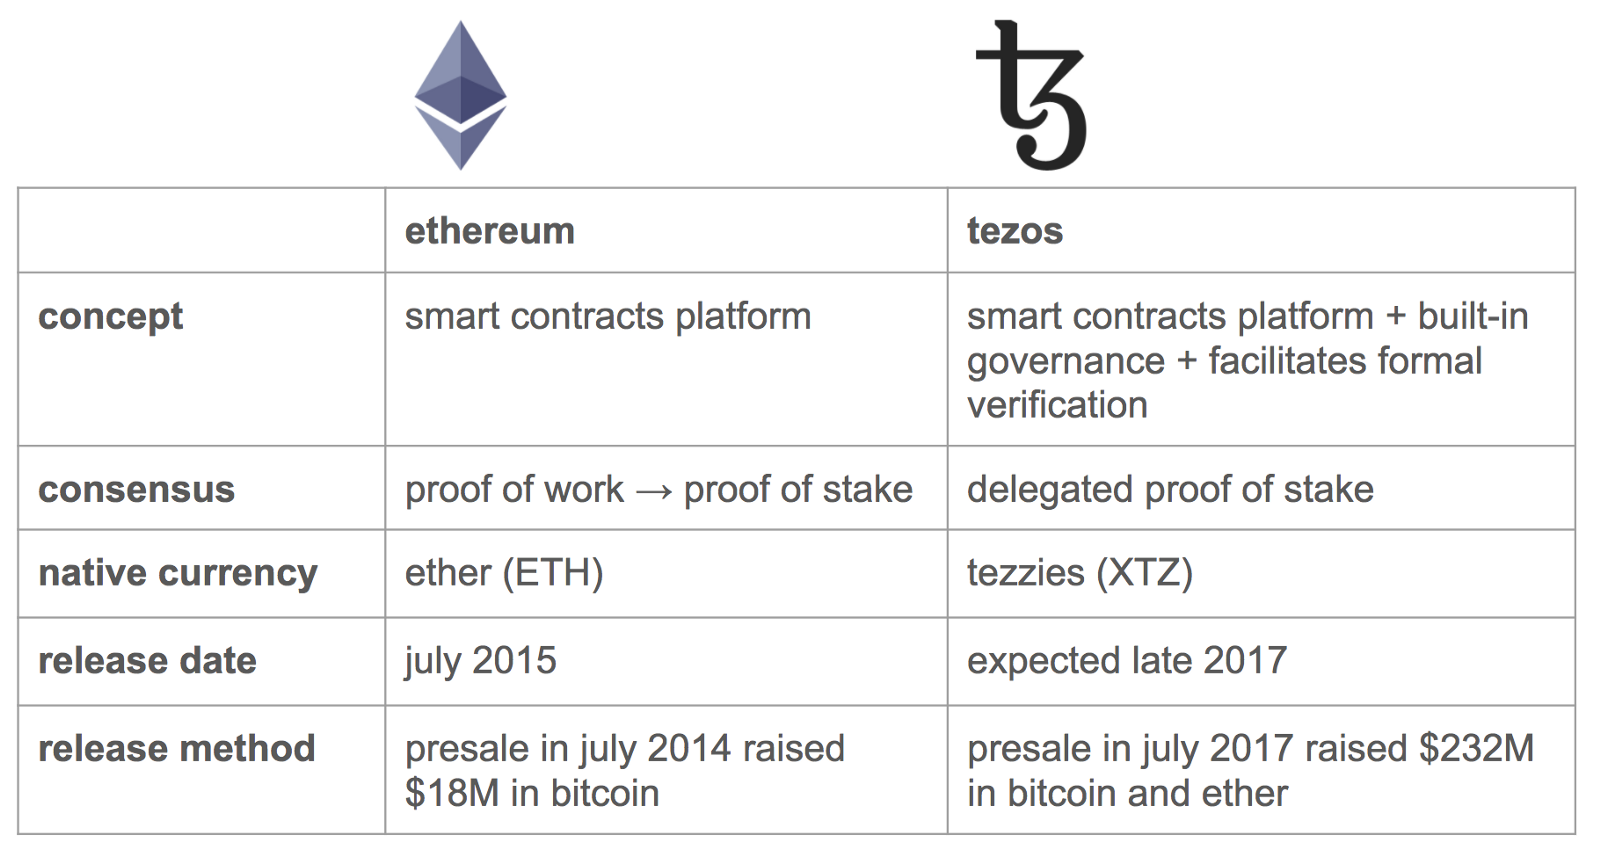 ethereum
tezos
concept
smart contracts platform
smart contracts platform + built-in
governance + facilitates formal
verification
consensus
proof of work → proof of stake
delegated proof of stake
native currency
ether (ETH)
tezzies (XTZ)
release date
july 2015
expected late 2017
release method
presale in july 2014 raised
$18M in bitcoin
presale in july 2017 raised $232M
in bitcoin and ether